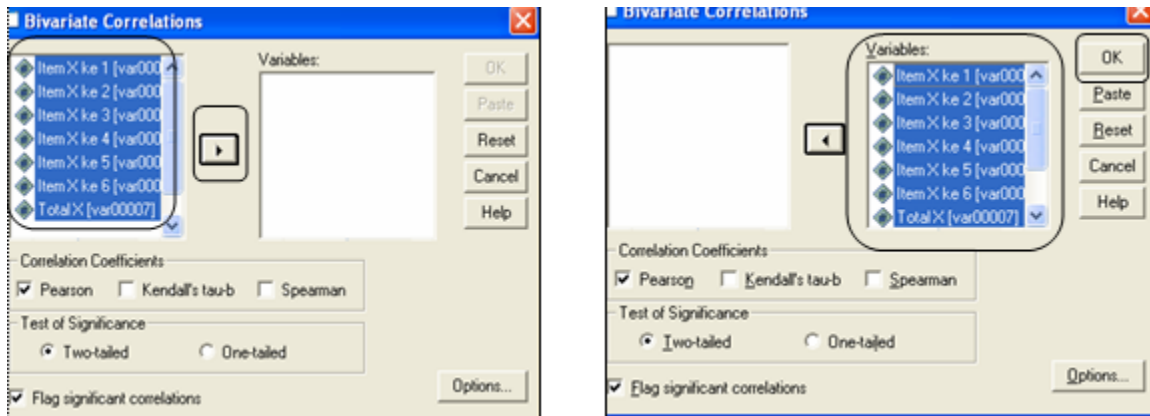 Bivariate Correlations
Item X ke 1 [var000
Item X ke 2 [var000
Item X ke 3 [var000
Item X ke 4 [var000
Item X ke 5 [var000
Item X ke 6 [var000
Total X [var00007]
Variables:
OK
Paste
Reset
Cancel
Help
Correlation Coefficients
Pearson Kendall's tau-b Spearman
Test of Significance
Two-tailed One-tailed
Flag significant correlations
Options...
Bivariate Correlations
Variables:
Item X ke 1 [var000
Item X ke 2 [var000
Item X ke 3 [var000
Item X ke 4 [var000
Item X ke 5 [var000
Item X ke 6 [var000
Total X [var00007]
OK
Paste
Reset
Cancel
Help
Correlation Coefficients
Pearson Kendall's tau-b Spearman
Test of Significance
Two-tailed One-tailed
Flag significant correlations
Options...